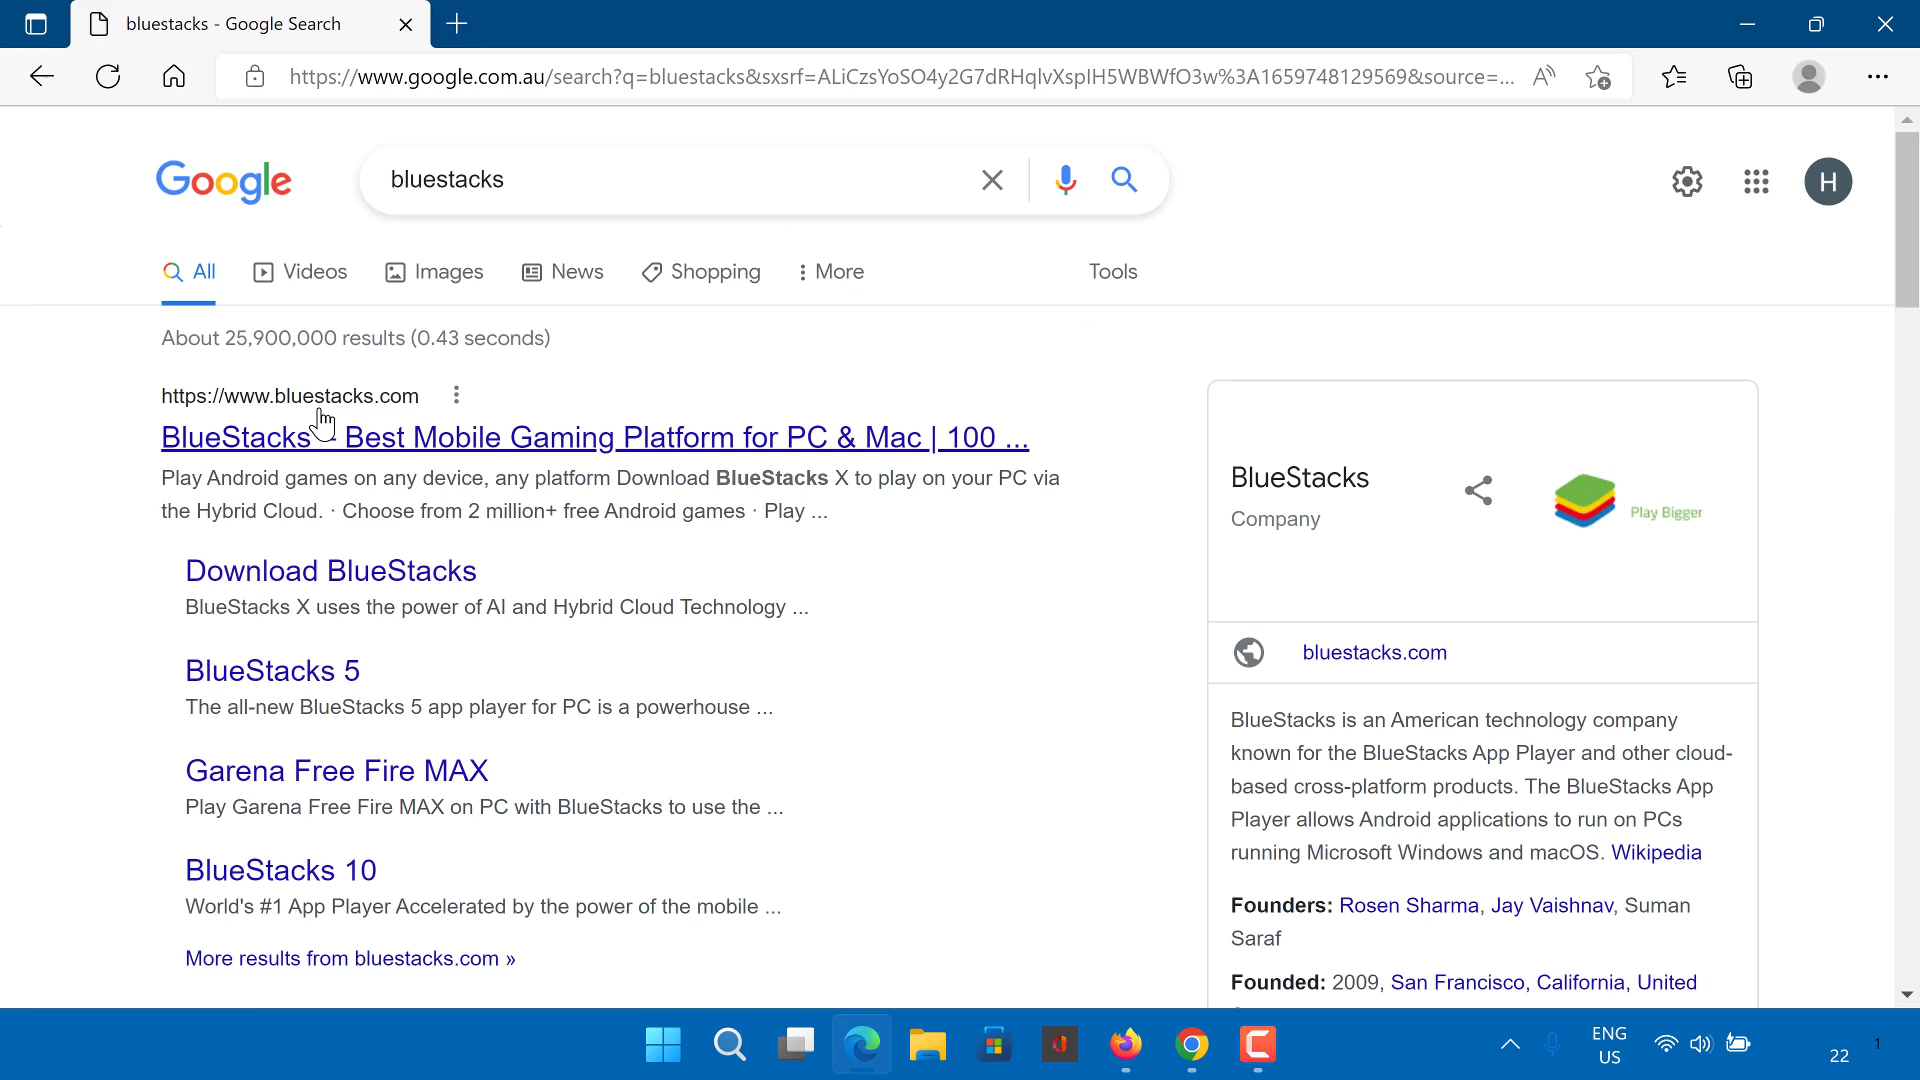 bluestacks - Google Search
https://www.google.com.au/search?q=bluestacks&sxsrf=ALiCzsYoSO4y2G7dRHqlvXspIH5WBWfO3w%3A1659748129569&source=...
Google
bluestacks
H
All
Videos
Images
News
Shopping
More
Tools
About 25,900,000 results (0.43 seconds)
https://www.bluestacks.com
BlueStacks - Best Mobile Gaming Platform for PC & Mac | 100 ...
Play Android games on any device, any platform Download BlueStacks X to play on your PC via
the Hybrid Cloud. · Choose from 2 million+ free Android games · Play ...
Download BlueStacks
BlueStacks X uses the power of AI and Hybrid Cloud Technology ...
BlueStacks 5
The all-new BlueStacks 5 app player for PC is a powerhouse ...
Garena Free Fire MAX
Play Garena Free Fire MAX on PC with BlueStacks to use the ...
BlueStacks 10
World's #1 App Player Accelerated by the power of the mobile ...
More results from bluestacks.com »
BlueStacks
Company
Play Bigger
bluestacks.com
BlueStacks is an American technology company
known for the BlueStacks App Player and other cloud-
based cross-platform products. The BlueStacks App
Player allows Android applications to run on PCs
running Microsoft Windows and macOS. Wikipedia
Founders: Rosen Sharma, Jay Vaishnav, Suman
Saraf
Founded: 2009, San Francisco, California, United
ENG
US
22
1